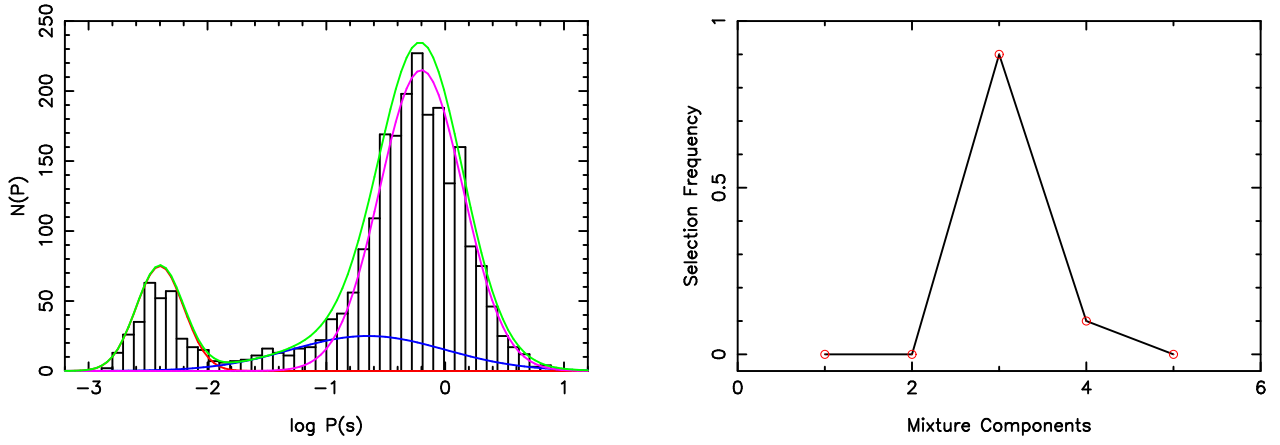 250
200
150
100
50
0
N(P)
−3 −2 −1 0 1
log P(s)
1
0.5
0
Selection Frequency
0 2 4 6
Mixture Components